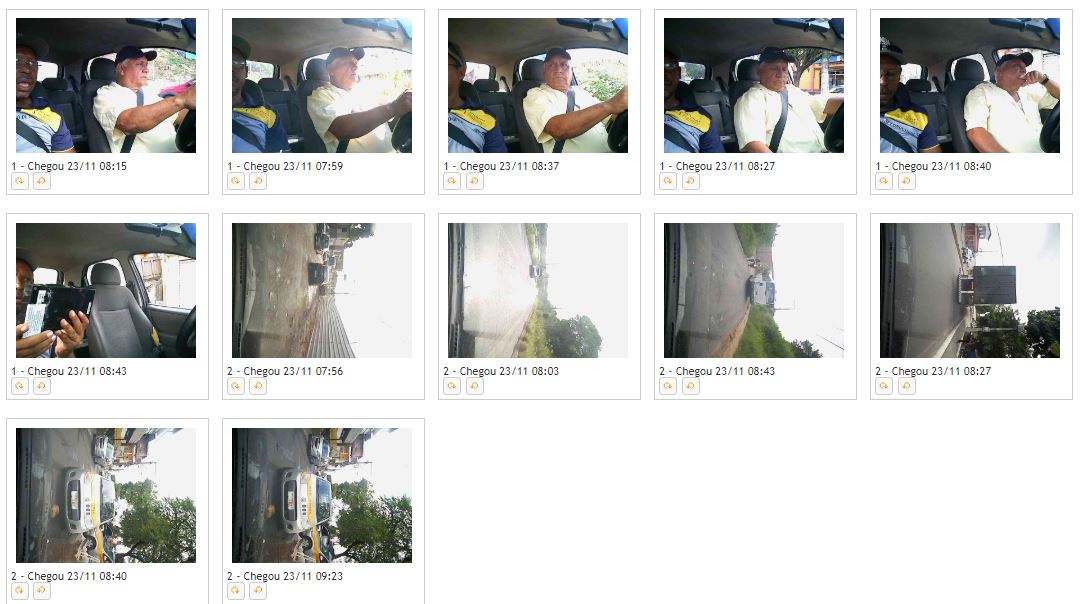 1 - Chegou 23/11 08:15
1 - Chegou 23/11 07:59
1 - Chegou 23/11 08:37
1 - Chegou 23/11 08:27
1 - Chegou 23/11 08:40
1 - Chegou 23/11 08:43
2 - Chegou 23/11 07:56
2 - Chegou 23/11 08:03
2 - Chegou 23/11 08:43
2 - Chegou 23/11 08:27
2 - Chegou 23/11 08:40
2 - Chegou 23/11 09:23